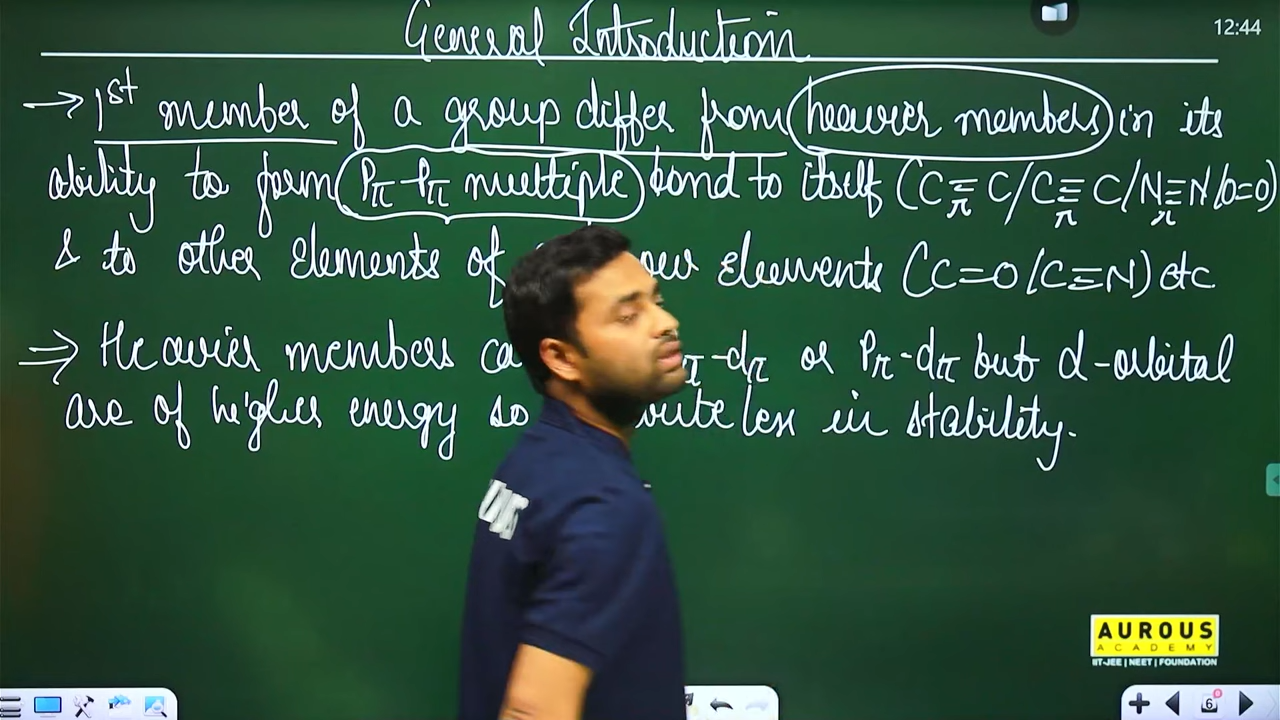 General Introduction
12:44
→ 1st member of a group differ from heavier members in its
ability to form Pπ-Pπ multiple bond to itself (C=C/C≡C/N≡N/O=O)
π π π
& to other elements of elements (C=O/C≡N) etc
⇒ Heavier members -dπ or Pπ-dπ but d-orbital
are of higher energy so less in stability.
AUROUS
ACADEMY
IIT-JEE | NEET | FOUNDATION
6